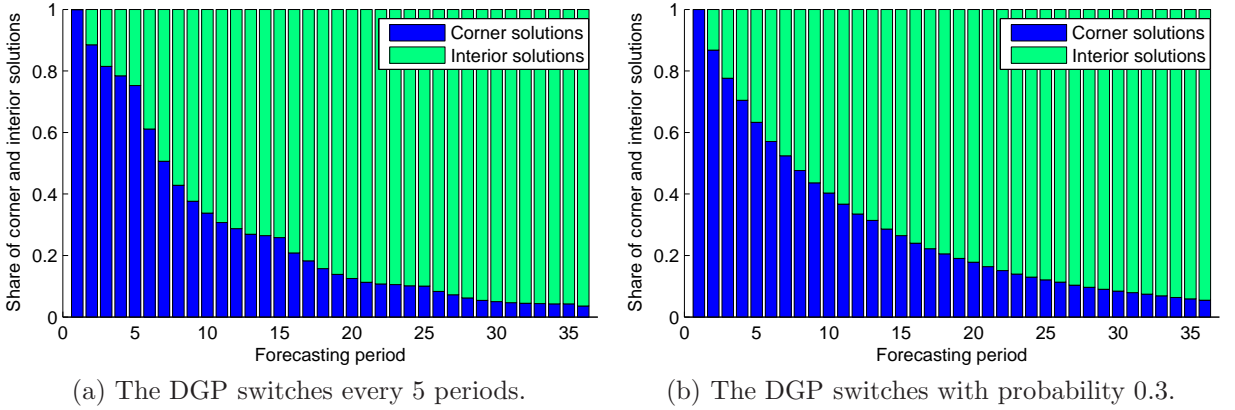 Share of corner and interior solutions
1
0.8
0.6
0.4
0.2
0
0 5 10 15 20 25 30 35
Forecasting period
Corner solutions
Interior solutions
(a) The DGP switches every 5 periods.
Share of corner and interior solutions
1
0.8
0.6
0.4
0.2
0
0 5 10 15 20 25 30 35
Forecasting period
Corner solutions
Interior solutions
(b) The DGP switches with probability 0.3.